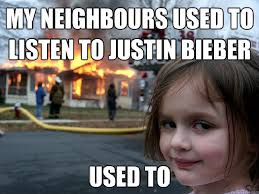 MY NEIGHBOURS USED TO
LISTEN TO JUSTIN BIEBER
USED TO